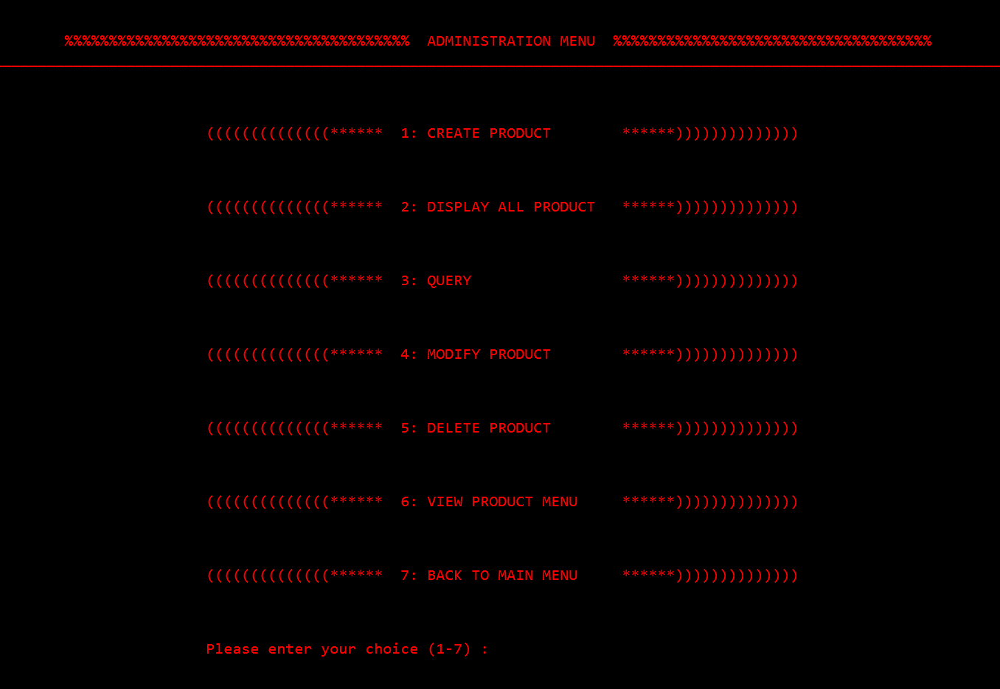 %%%%%%%%%%%%%%%%%%%%%%%%%%%%%%%%%%%%%%%  ADMINISTRATION MENU  %%%%%%%%%%%%%%%%%%%%%%%%%%%%%%%%%%%%
((((((((((((((******  1: CREATE PRODUCT        ******))))))))))))))
((((((((((((((******  2: DISPLAY ALL PRODUCT   ******))))))))))))))
((((((((((((((******  3: QUERY                 ******))))))))))))))
((((((((((((((******  4: MODIFY PRODUCT        ******))))))))))))))
((((((((((((((******  5: DELETE PRODUCT        ******))))))))))))))
((((((((((((((******  6: VIEW PRODUCT MENU     ******))))))))))))))
((((((((((((((******  7: BACK TO MAIN MENU     ******))))))))))))))
Please enter your choice (1-7) :